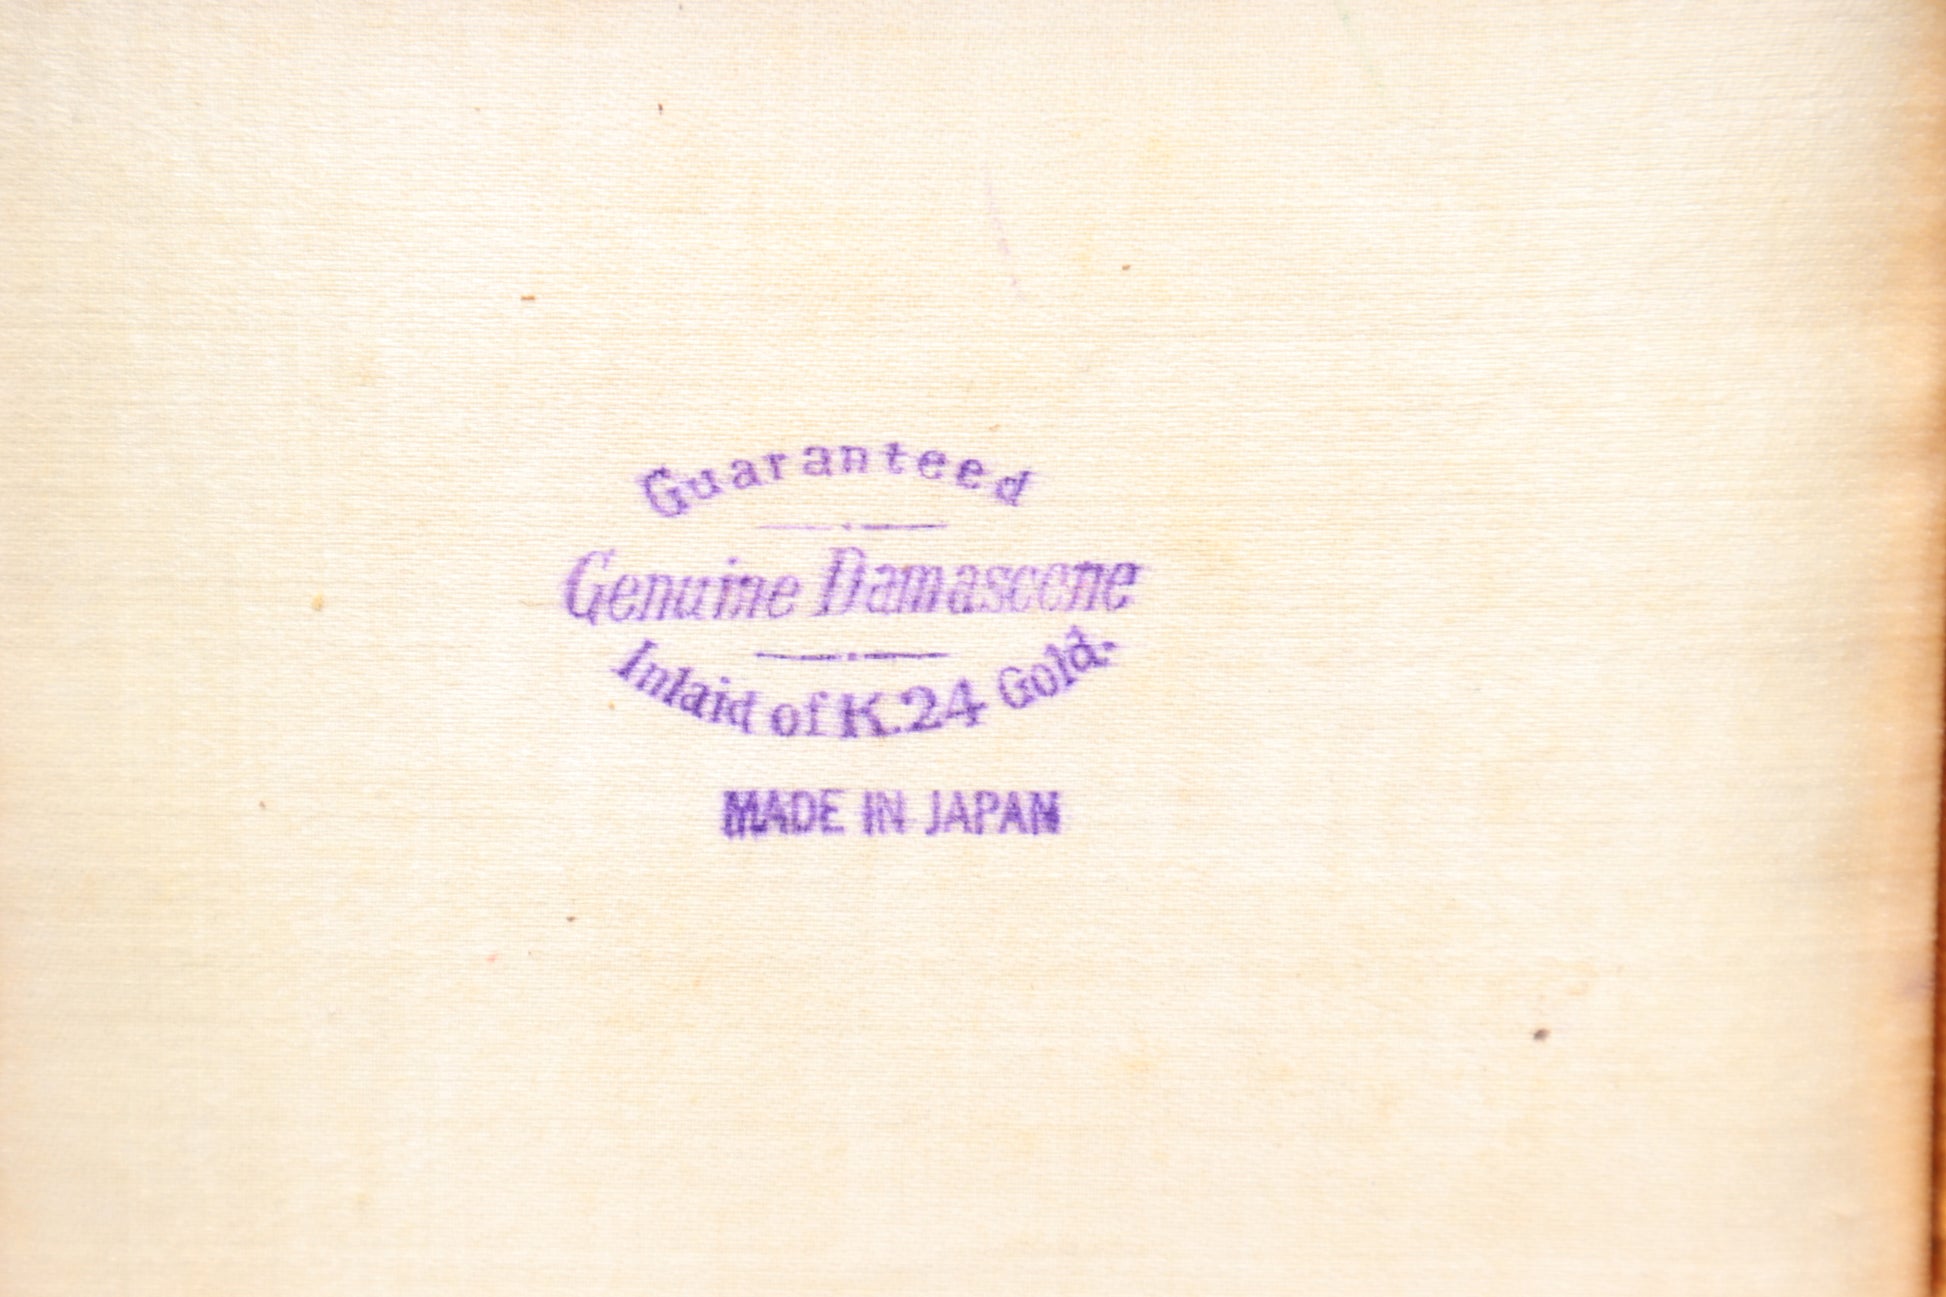 Guaranteed
Genuine Damascene
Inlaid of K.24 Gold.
MADE IN JAPAN